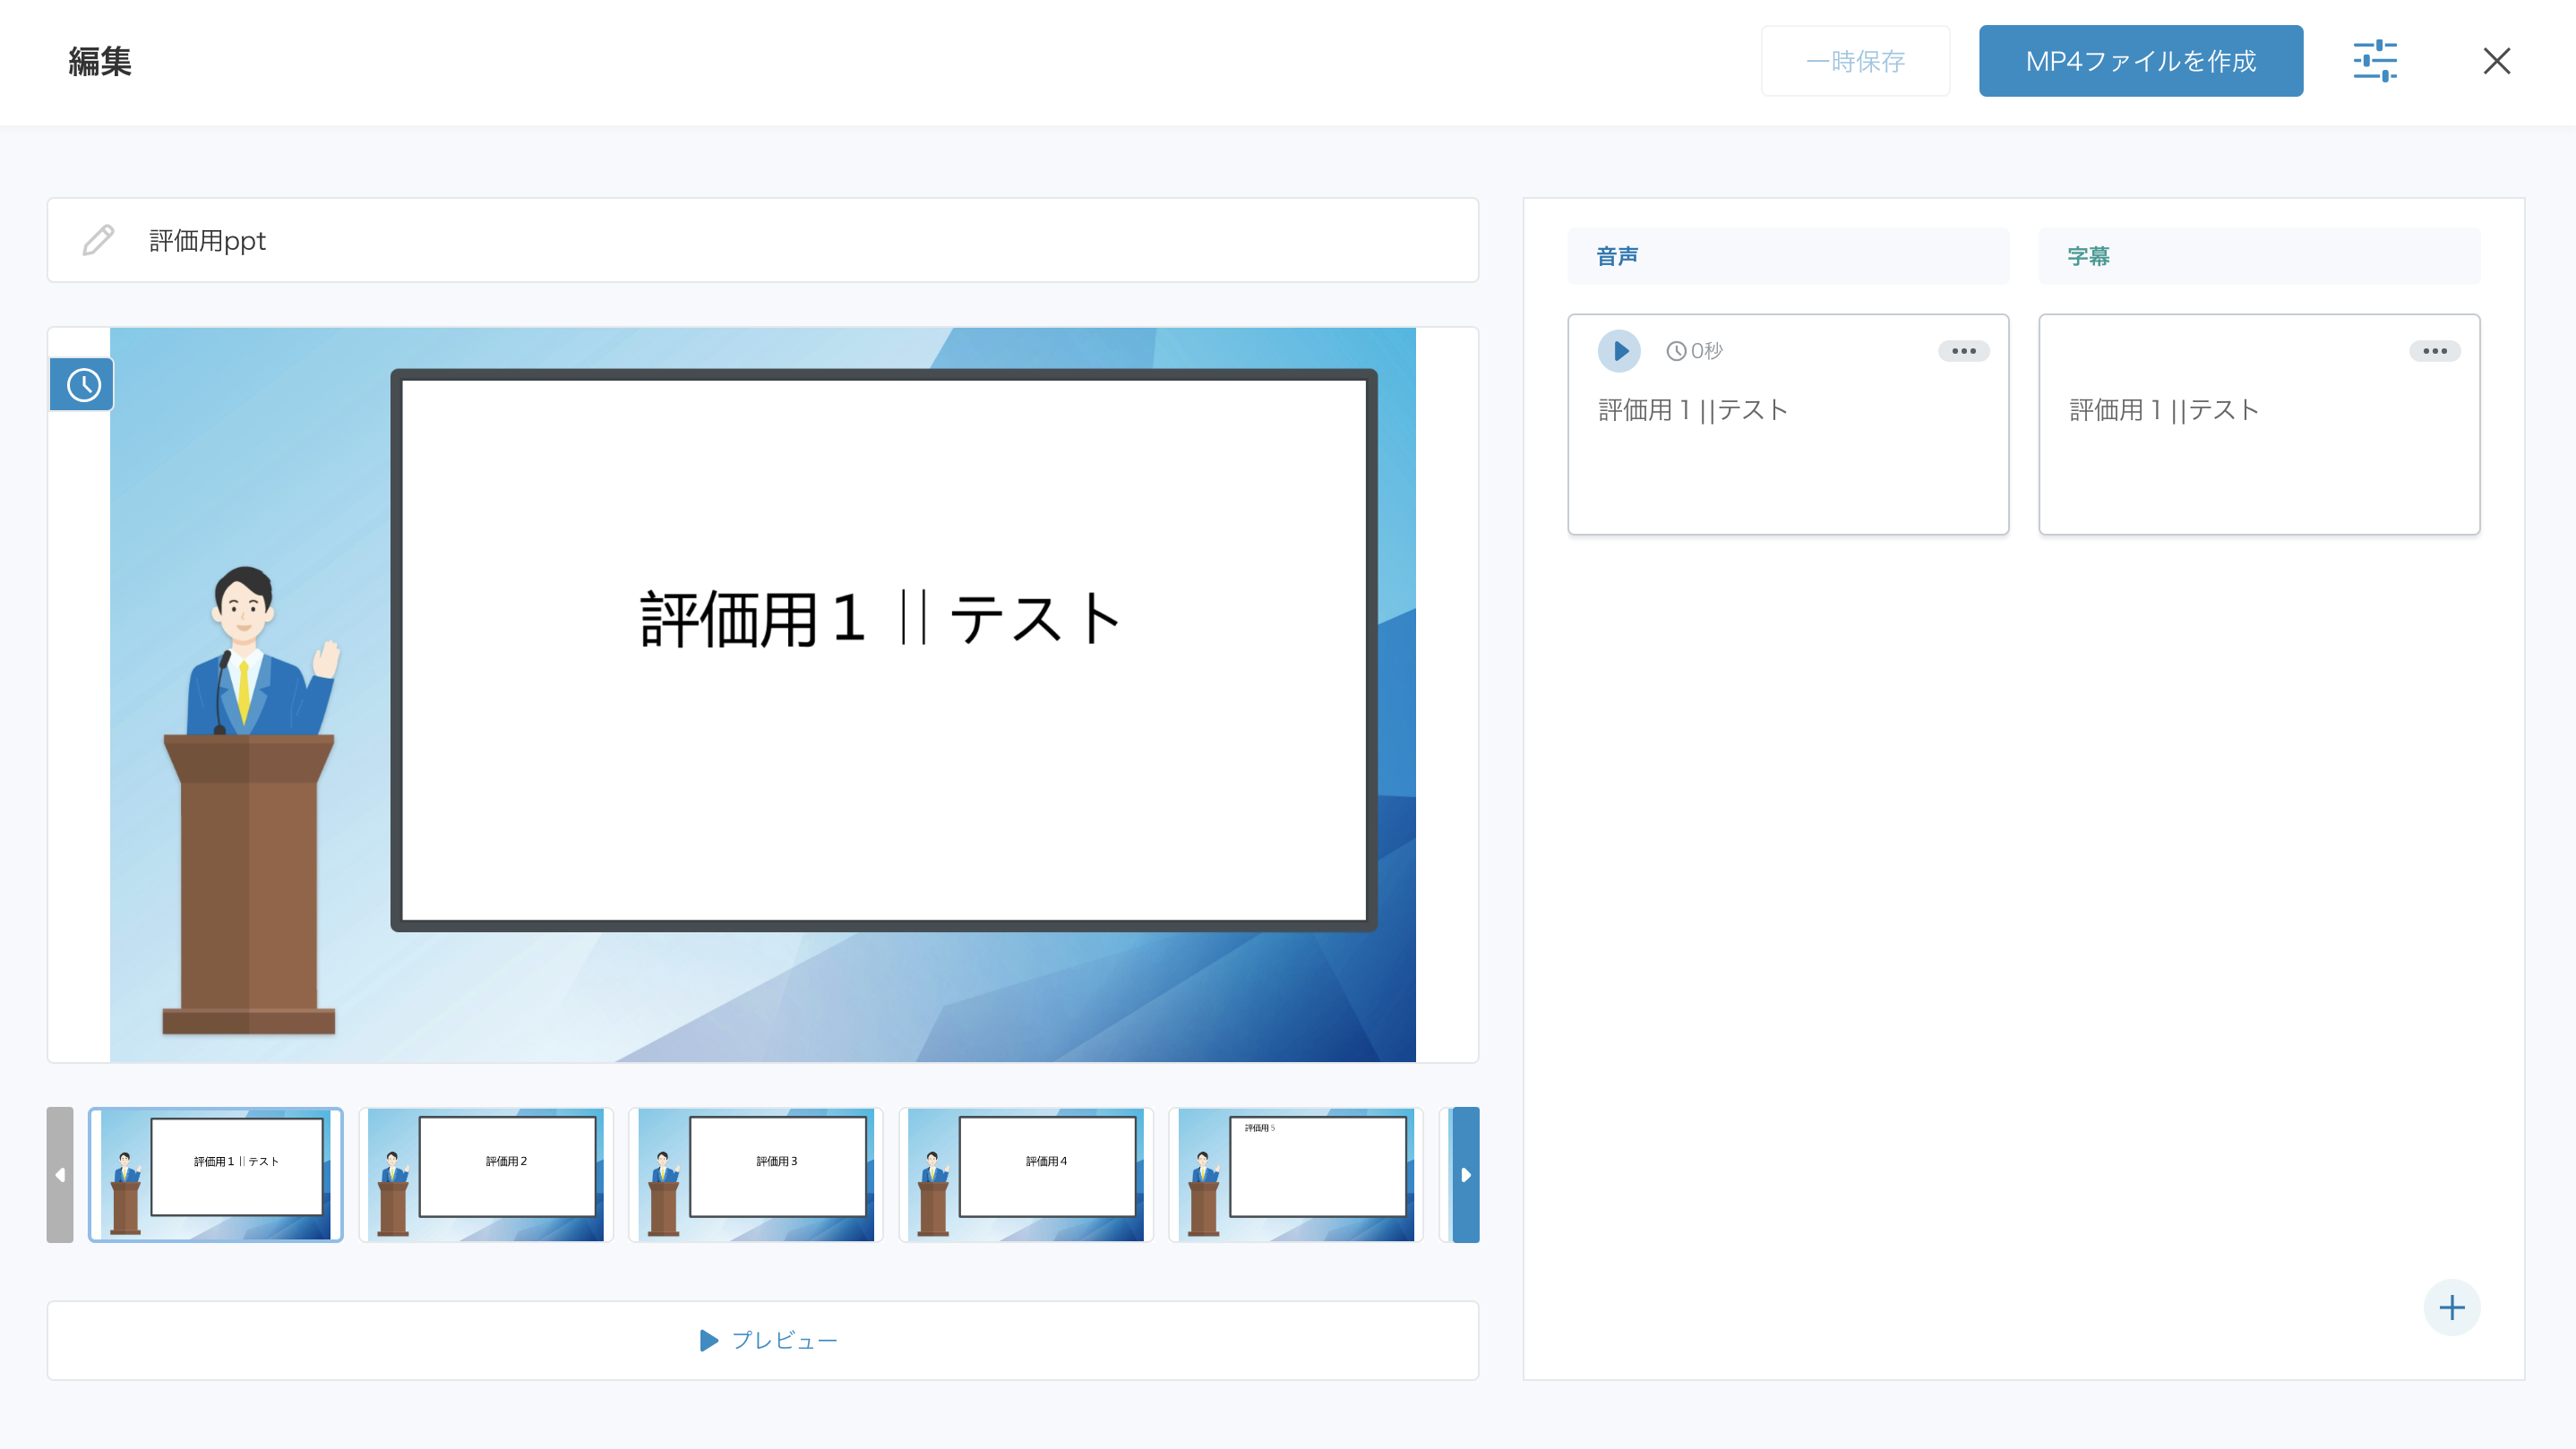 編集
一時保存
MP4ファイルを作成
評価用ppt
評価用１||テスト
音声
字幕
0秒
評価用１||テスト
評価用１||テスト
評価用１||テスト
評価用２
評価用３
評価用４
評価用５
プレビュー